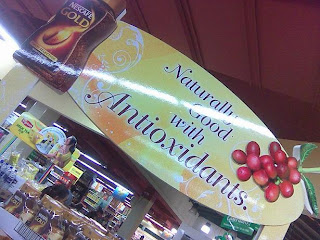 NESCAFÉ
GOLD
Naturally
Good
with
Antioxidants.